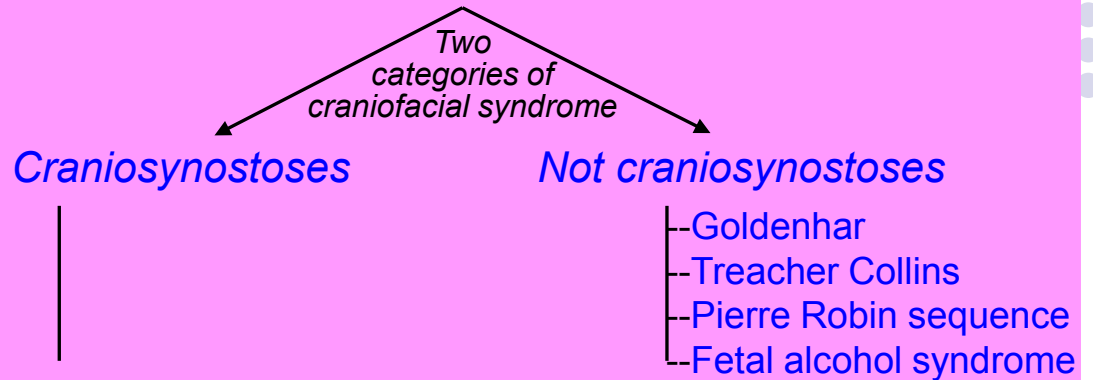 Two
categories of
craniofacial syndrome
Craniosynostoses
Not craniosynostoses
--Goldenhar
--Treacher Collins
--Pierre Robin sequence
--Fetal alcohol syndrome